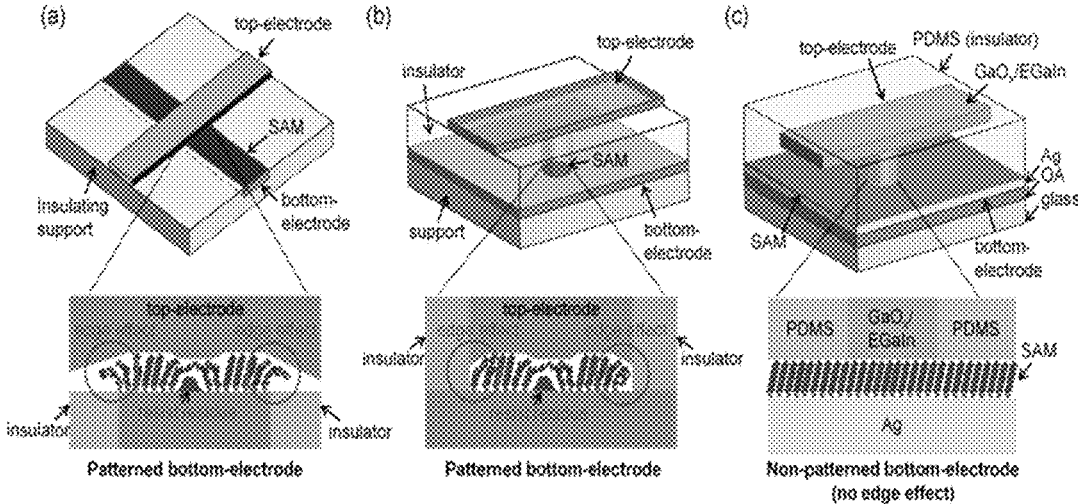 (a)
top-electrode
SAM
insulating
support
bottom-
electrode
top-electrode
insulator
insulator
Patterned bottom-electrode
(b)
top-electrode
insulator
SAM
support
bottom-
electrode
top-electrode
insulator
insulator
Patterned bottom-electrode
(c)
PDMS (insulator)
top-electrode
GaOₓ/EGaIn
Ag
OA
glass
SAM
bottom-
electrode
PDMS
GaOₓ/
EGaIn
PDMS
SAM
Ag
Non-patterned bottom-electrode
(no edge effect)